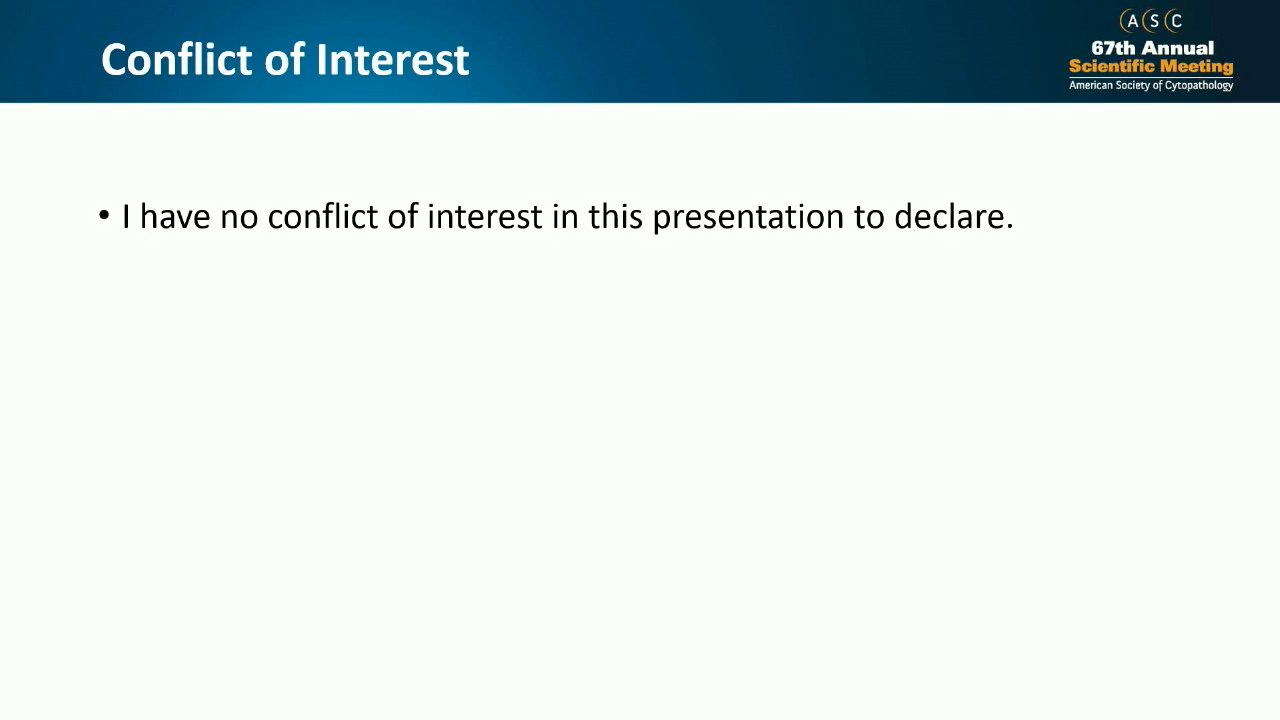 Conflict of Interest
A S C
67th Annual
Scientific Meeting
American Society of Cytopathology
• I have no conflict of interest in this presentation to declare.